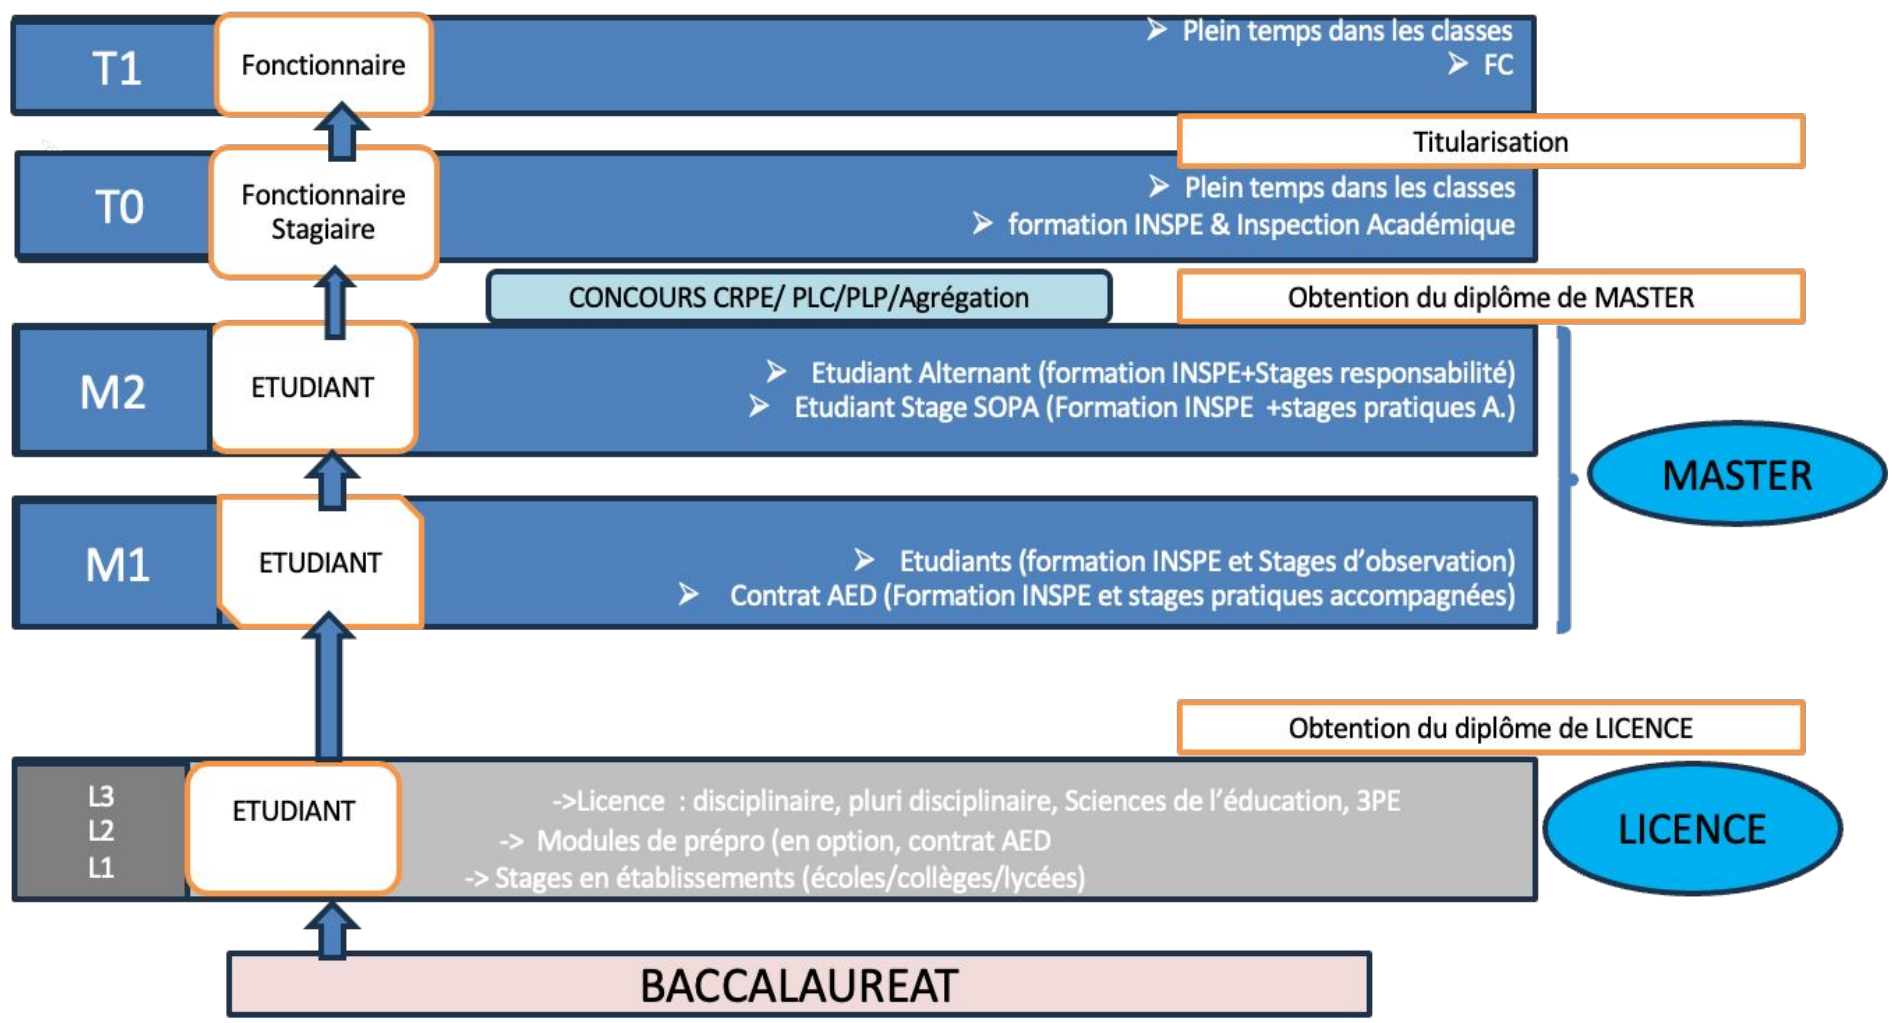 T1
Fonctionnaire
➢ Plein temps dans les classes
➢ FC
Titularisation
T0
Fonctionnaire
Stagiaire
➢ Plein temps dans les classes
➢ formation INSPE & Inspection Académique
CONCOURS CRPE/ PLC/PLP/Agrégation
Obtention du diplôme de MASTER
M2
ETUDIANT
➢ Etudiant Alternant (formation INSPE+Stages responsabilité)
➢ Etudiant Stage SOPA (Formation INSPE +stages pratiques A.)
MASTER
M1
ETUDIANT
➢ Etudiants (formation INSPE et Stages d’observation)
➢ Contrat AED (Formation INSPE et stages pratiques accompagnées)
Obtention du diplôme de LICENCE
L3
L2
L1
ETUDIANT
->Licence : disciplinaire, pluri disciplinaire, Sciences de l’éducation, 3PE
-> Modules de prépro (en option, contrat AED
-> Stages en établissements (écoles/collèges/lycées)
LICENCE
BACCALAUREAT